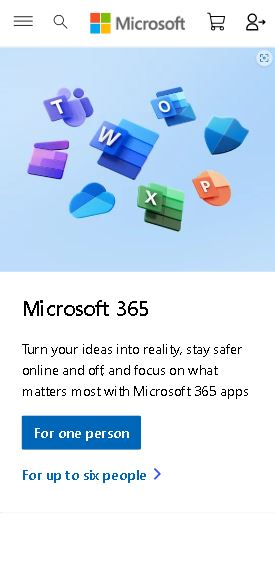 Microsoft
T
O
W
X
P
Microsoft 365
Turn your ideas into reality, stay safer
online and off, and focus on what
matters most with Microsoft 365 apps
For one person
For up to six people